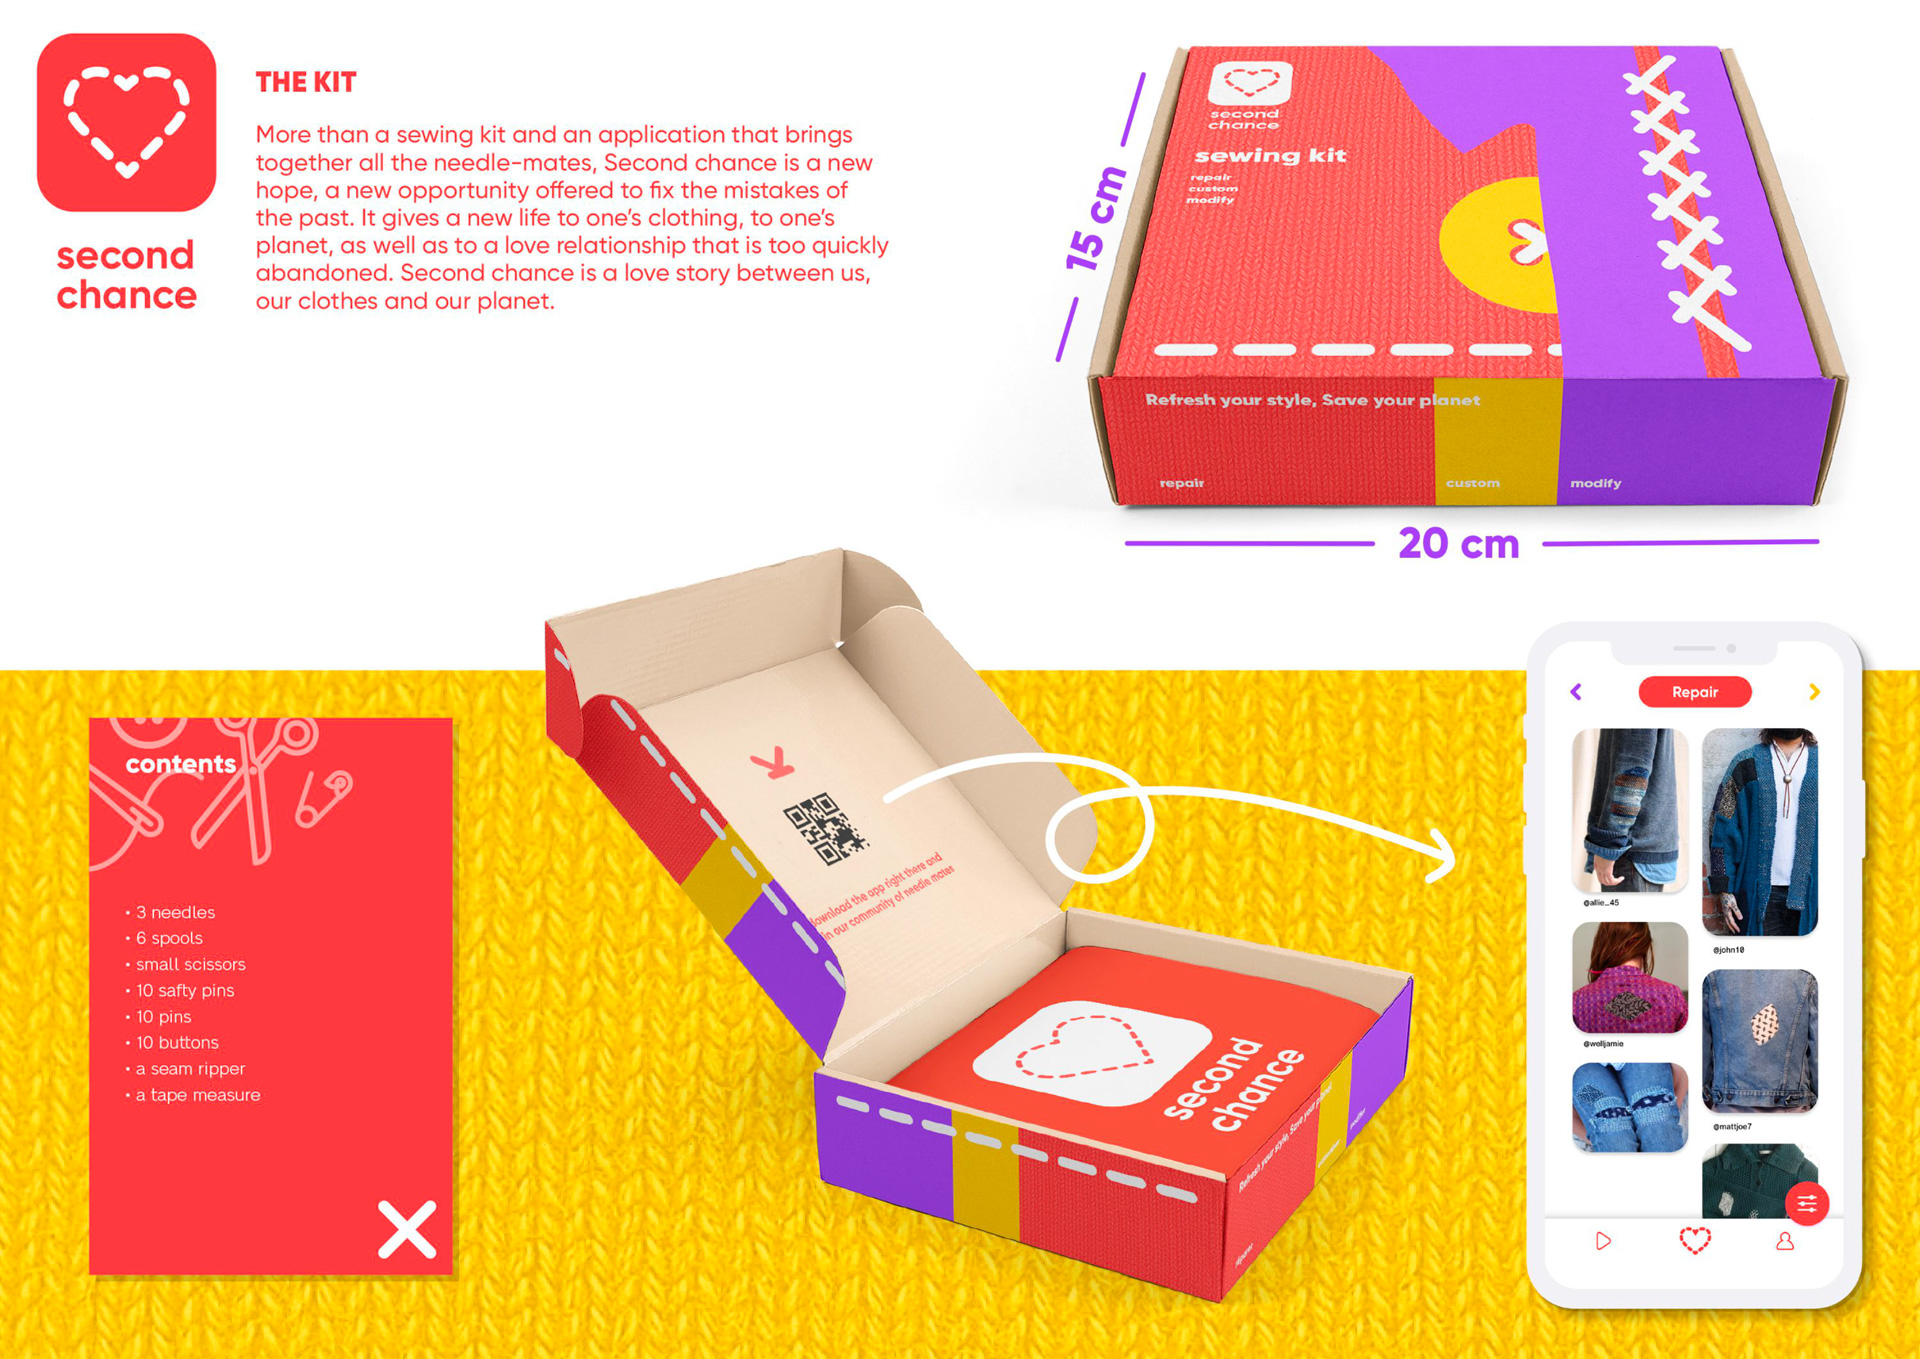 second
chance
THE KIT
More than a sewing kit and an application that brings
together all the needle-mates, Second chance is a new
hope, a new opportunity offered to fix the mistakes of
the past. It gives a new life to one's clothing, to one's
planet, as well as to a love relationship that is too quickly
abandoned. Second chance is a love story between us,
our clothes and our planet.
15 cm
second
chance
sewing kit
repair
custom
modify
Refresh your style, Save your planet
repair
custom
modify
20 cm
contents
• 3 needles
• 6 spools
• small scissors
• 10 safty pins
• 10 pins
• 10 buttons
• a seam ripper
• a tape measure
download the app right there and
in our community of needle mates
second
chance
Refresh your style, Save your planet
Repair
@allie_45
@john10
@welljamie
@mattjoe7